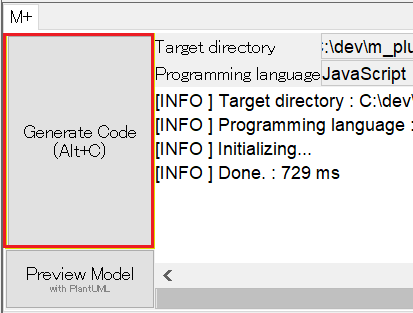 M+
Generate Code
(Alt+C)
Preview Model
with PlantUML
Target directory :\dev\m_plu
Programming language JavaScript
[INFO ] Target directory : C:\dev\
[INFO ] Programming language :
[INFO ] Initializing...
[INFO ] Done. : 729 ms